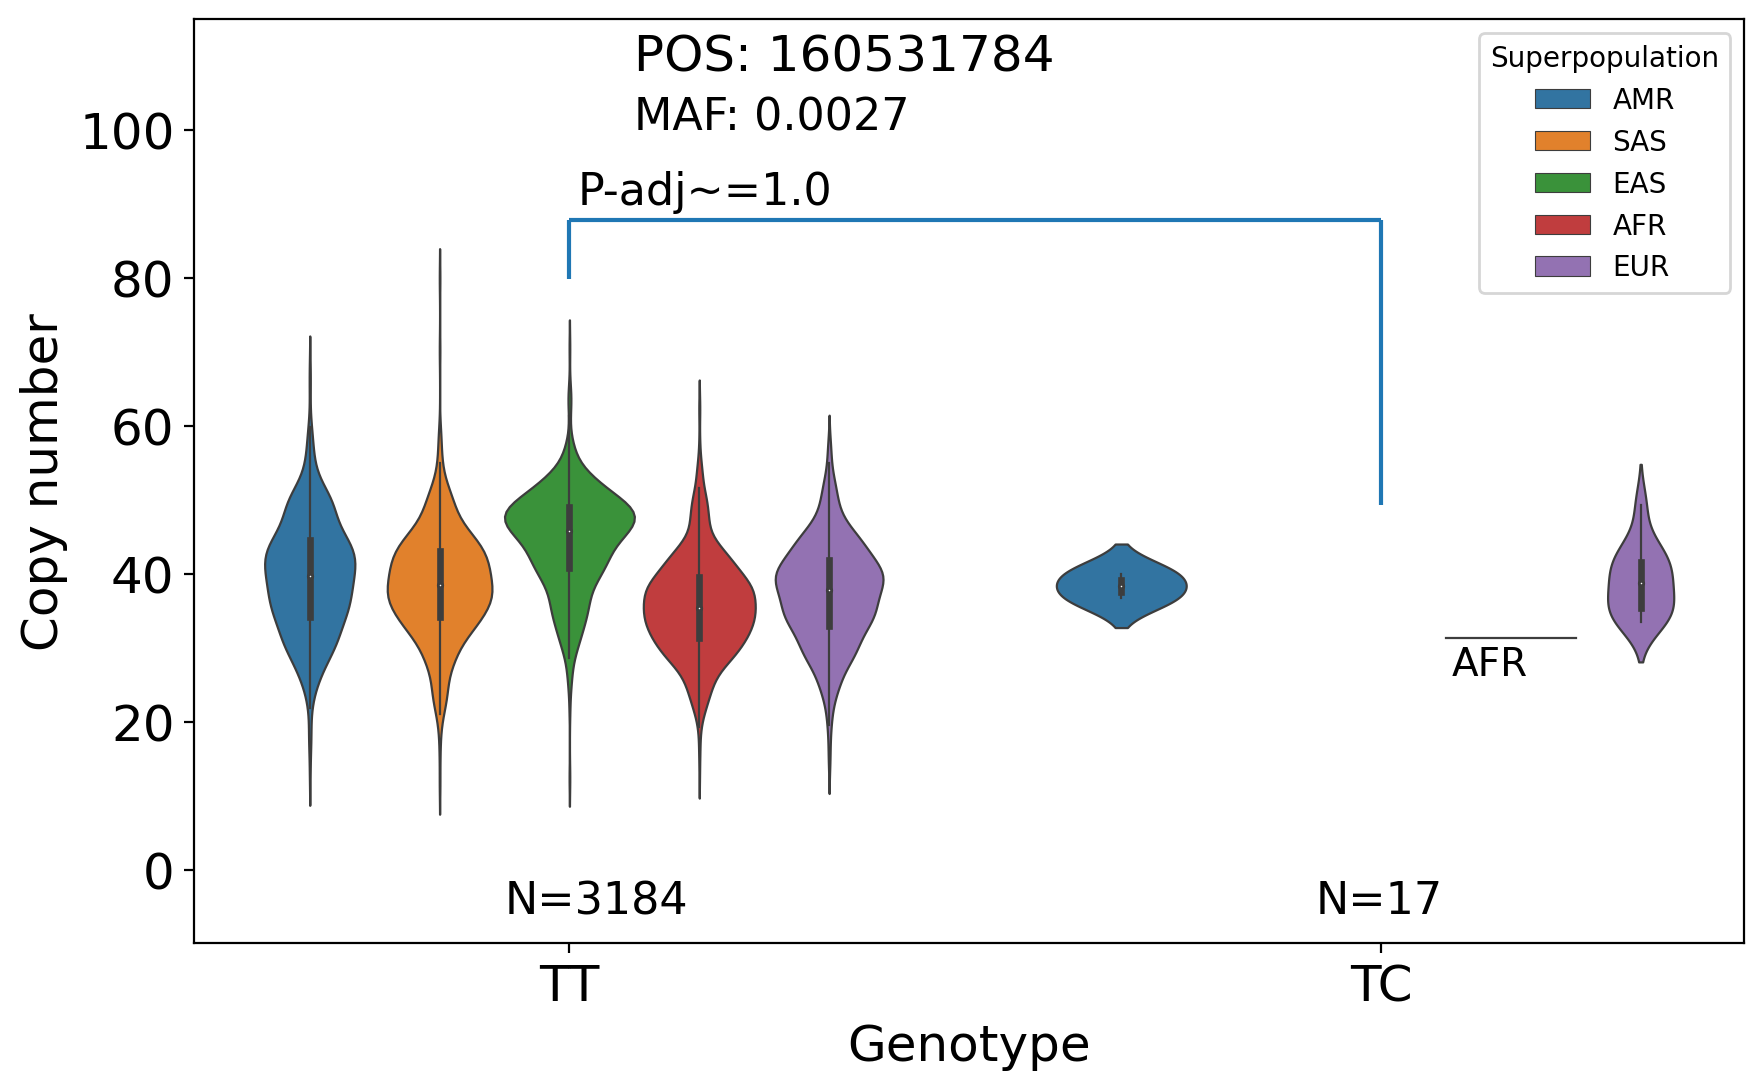 POS: 160531784
MAF: 0.0027
P-adj~=1.0
Superpopulation
AMR
SAS
EAS
AFR
EUR
Copy number
100
80
60
40
20
0
AFR
N=3184
N=17
TT
TC
Genotype